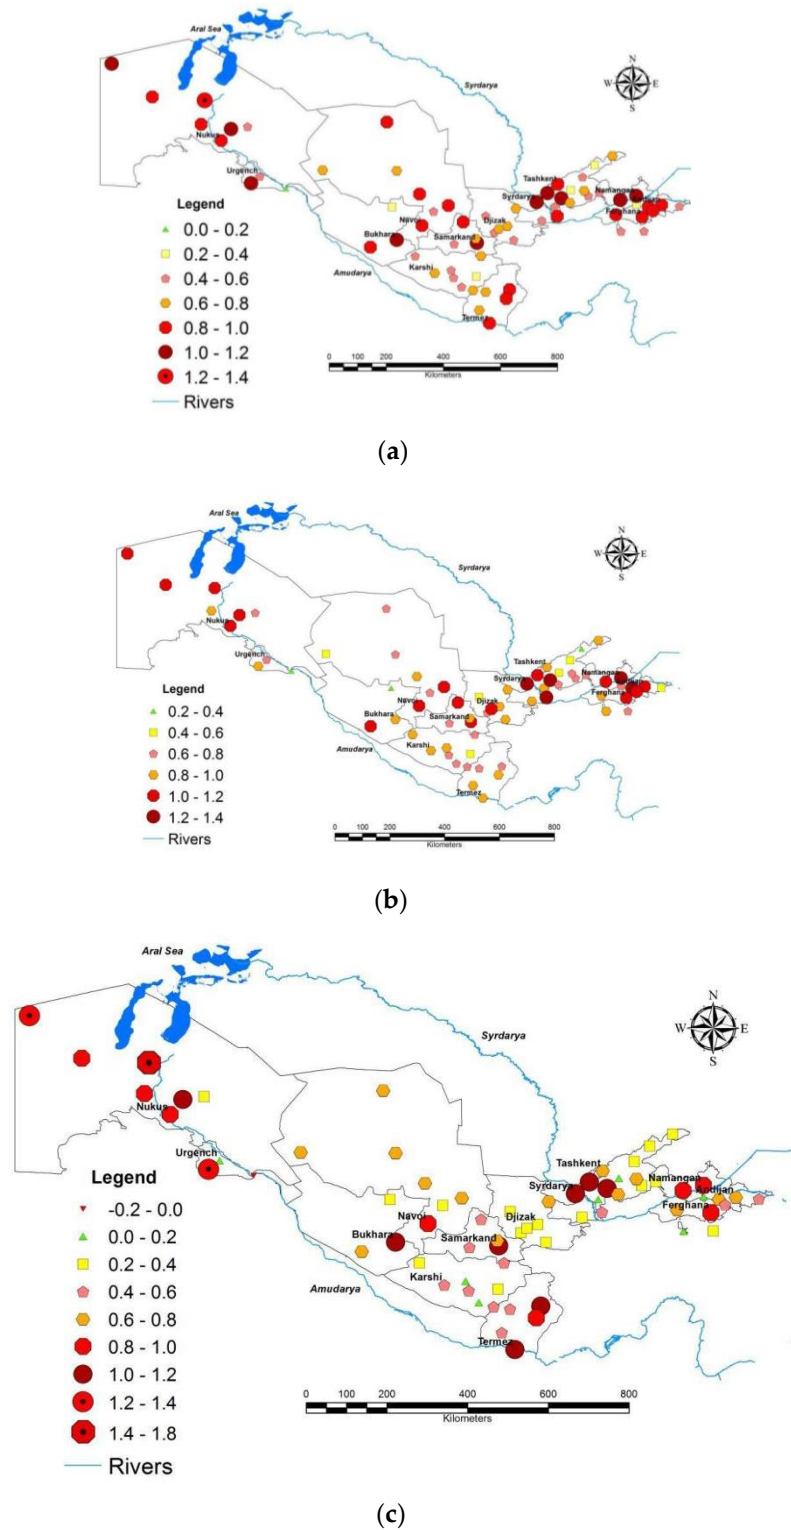 Aral Sea
Syrdarya
N
W E
S
Nukus
Urgench
Tashkent
Syrdarya
Namangan
Ferghana
Navoi
Djizak
Bukhara
Samarkand
Karshi
Amudarya
Termez
Legend
0.0 - 0.2
0.2 - 0.4
0.4 - 0.6
0.6 - 0.8
0.8 - 1.0
1.0 - 1.2
1.2 - 1.4
Rivers
0 100 200 400 600 800
Kilometers
(a)
Aral Sea
Syrdarya
N
W E
S
Nukus
Urgench
Tashkent
Syrdarya
Namangan
Ferghana
Navoi
Djizak
Bukhara
Samarkand
Karshi
Amudarya
Termez
Legend
0.2 - 0.4
0.4 - 0.6
0.6 - 0.8
0.8 - 1.0
1.0 - 1.2
1.2 - 1.4
Rivers
0 100 200 400 600 800
Kilometers
(b)
Aral Sea
Syrdarya
N
W E
S
Nukus
Urgench
Tashkent
Syrdarya
Namangan
Andijan
Ferghana
Navoi
Djizak
Bukhara
Samarkand
Karshi
Amudarya
Termez
Legend
-0.2 - 0.0
0.0 - 0.2
0.2 - 0.4
0.4 - 0.6
0.6 - 0.8
0.8 - 1.0
1.0 - 1.2
1.2 - 1.4
1.4 - 1.8
Rivers
0 100 200 400 600 800
Kilometers
(c)